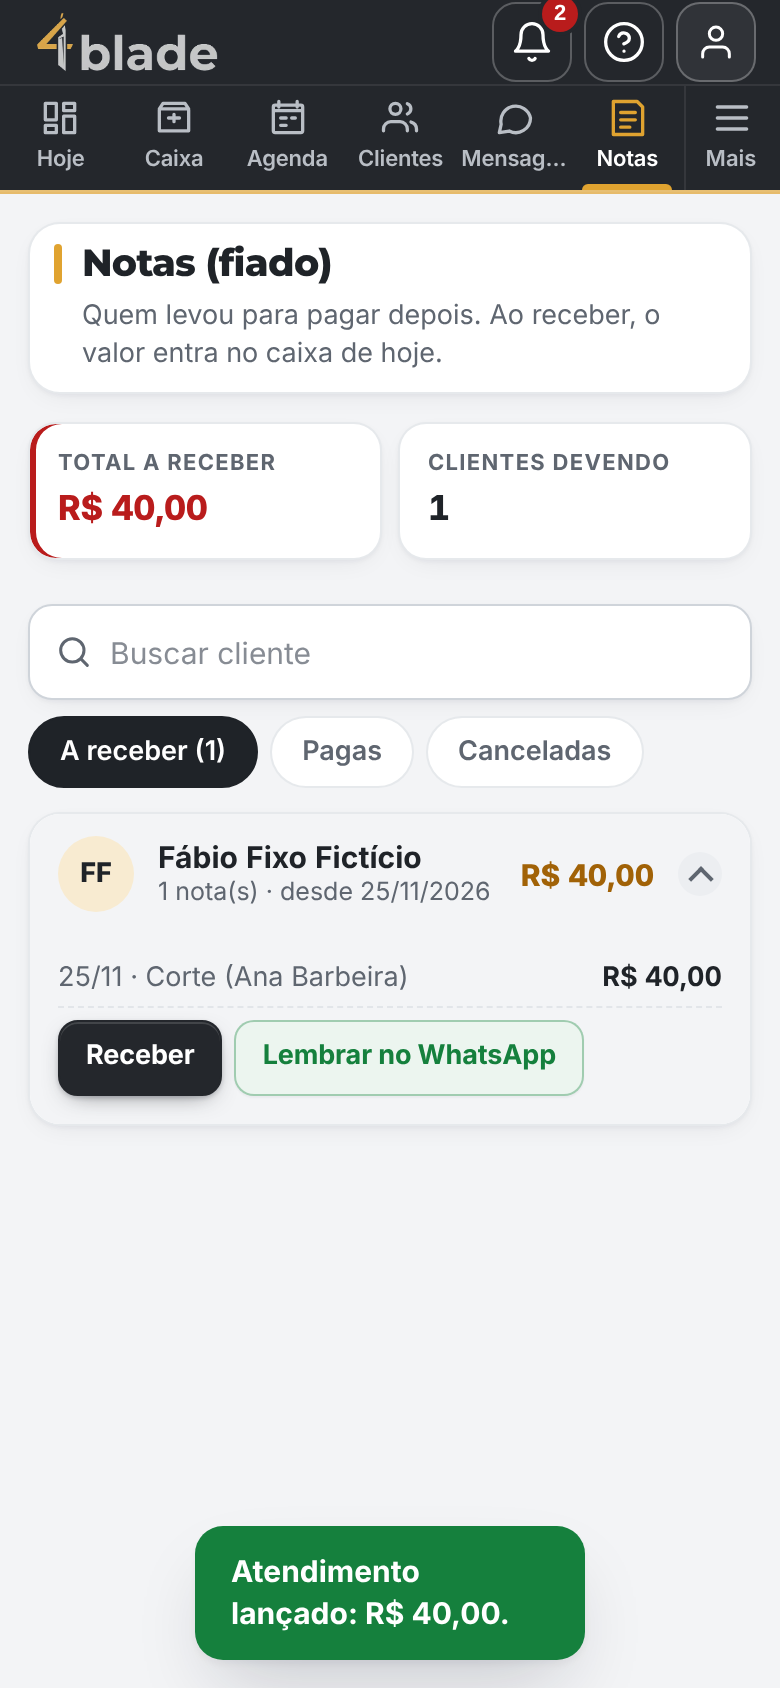 4blade
2
Hoje
Caixa
Agenda
Clientes
Mensag...
Notas
Mais
Notas (fiado)
Quem levou para pagar depois. Ao receber, o
valor entra no caixa de hoje.
TOTAL A RECEBER
R$ 40,00
CLIENTES DEVENDO
1
Buscar cliente
A receber (1)
Pagas
Canceladas
FF
Fábio Fixo Fictício
1 nota(s) · desde 25/11/2026
R$ 40,00
25/11 · Corte (Ana Barbeira)
R$ 40,00
Receber
Lembrar no WhatsApp
Atendimento
lançado: R$ 40,00.